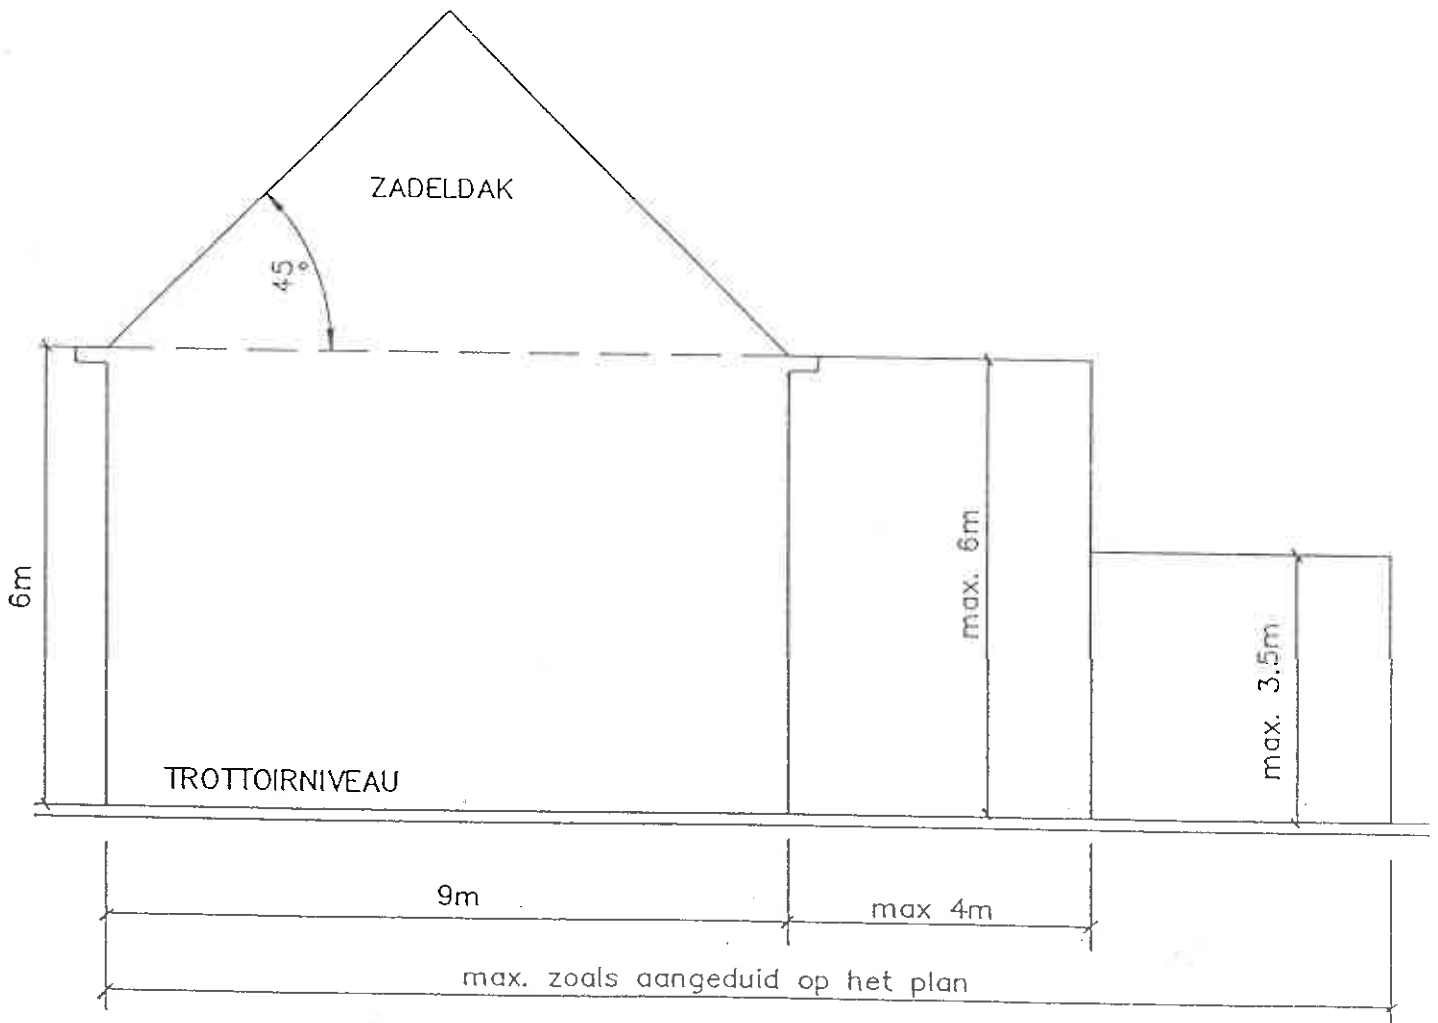 ZADELDAK
45°
6m
max. 6m
max. 3.5m
TROTTOIRNIVEAU
9m
max 4m
max. zoals aangeduid op het plan